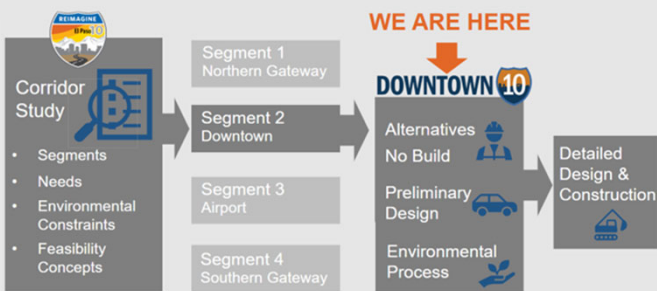 REIMAGINE
El Paso 10
Corridor
Study
• Segments
• Needs
• Environmental
Constraints
• Feasibility
Concepts
Segment 1
Northern Gateway
Segment 2
Downtown
Segment 3
Airport
Segment 4
Southern Gateway
WE ARE HERE
DOWNTOWN 10
Alternatives
No Build
Preliminary
Design
Environmental
Process
Detailed
Design &
Construction